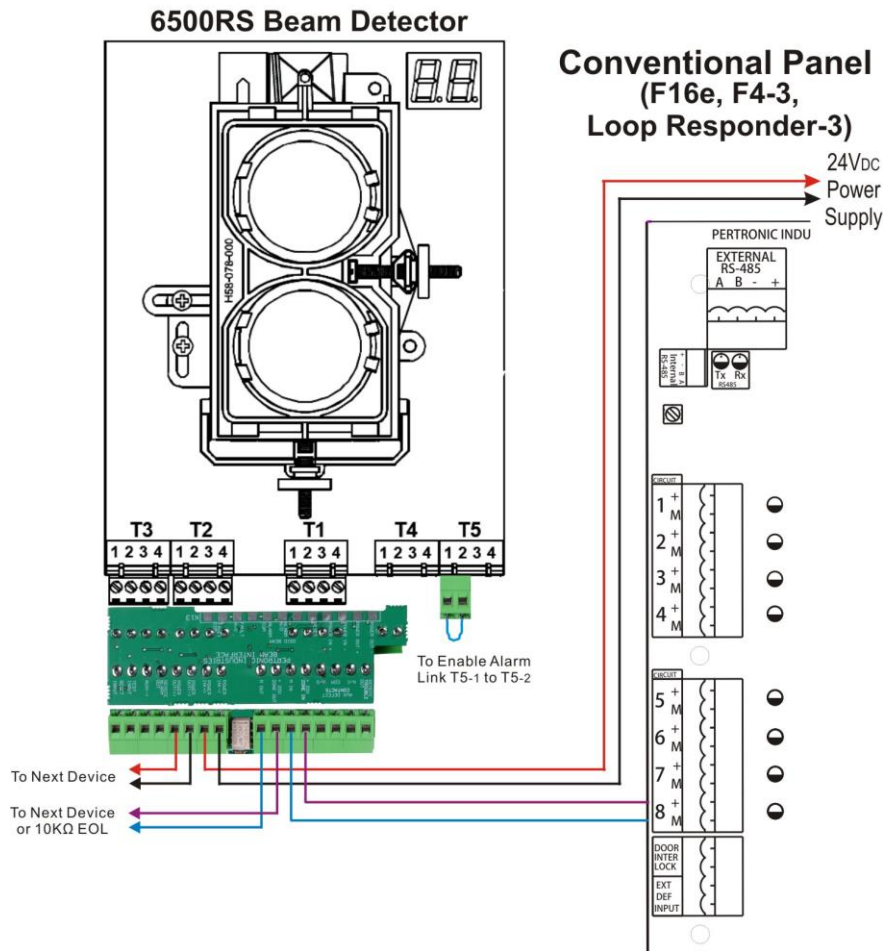 6500RS Beam Detector
Conventional Panel
(F16e, F4-3,
Loop Responder-3)
24VDC
Power
Supply
PERTRONIC INDU
EXTERNAL
RS-485
A B - +
Internal
RS-485
+ - B A
Tx Rx
RS485
H58-078-000
T3 T2 T1 T4 T5
1 2 3 4 1 2 3 4 1 2 3 4 1 2 3 4 1 2 3 4
CIRCUIT
1 + M
2 + M
3 + M
4 + M
PERTRONIC INDUSTRIES
BEAM INTERFACE
To Enable Alarm
Link T5-1 to T5-2
CIRCUIT
5 + M
6 + M
7 + M
8 + M
To Next Device
To Next Device
or 10KΩ EOL
DOOR
INTER
LOCK
EXT
DEF
INPUT